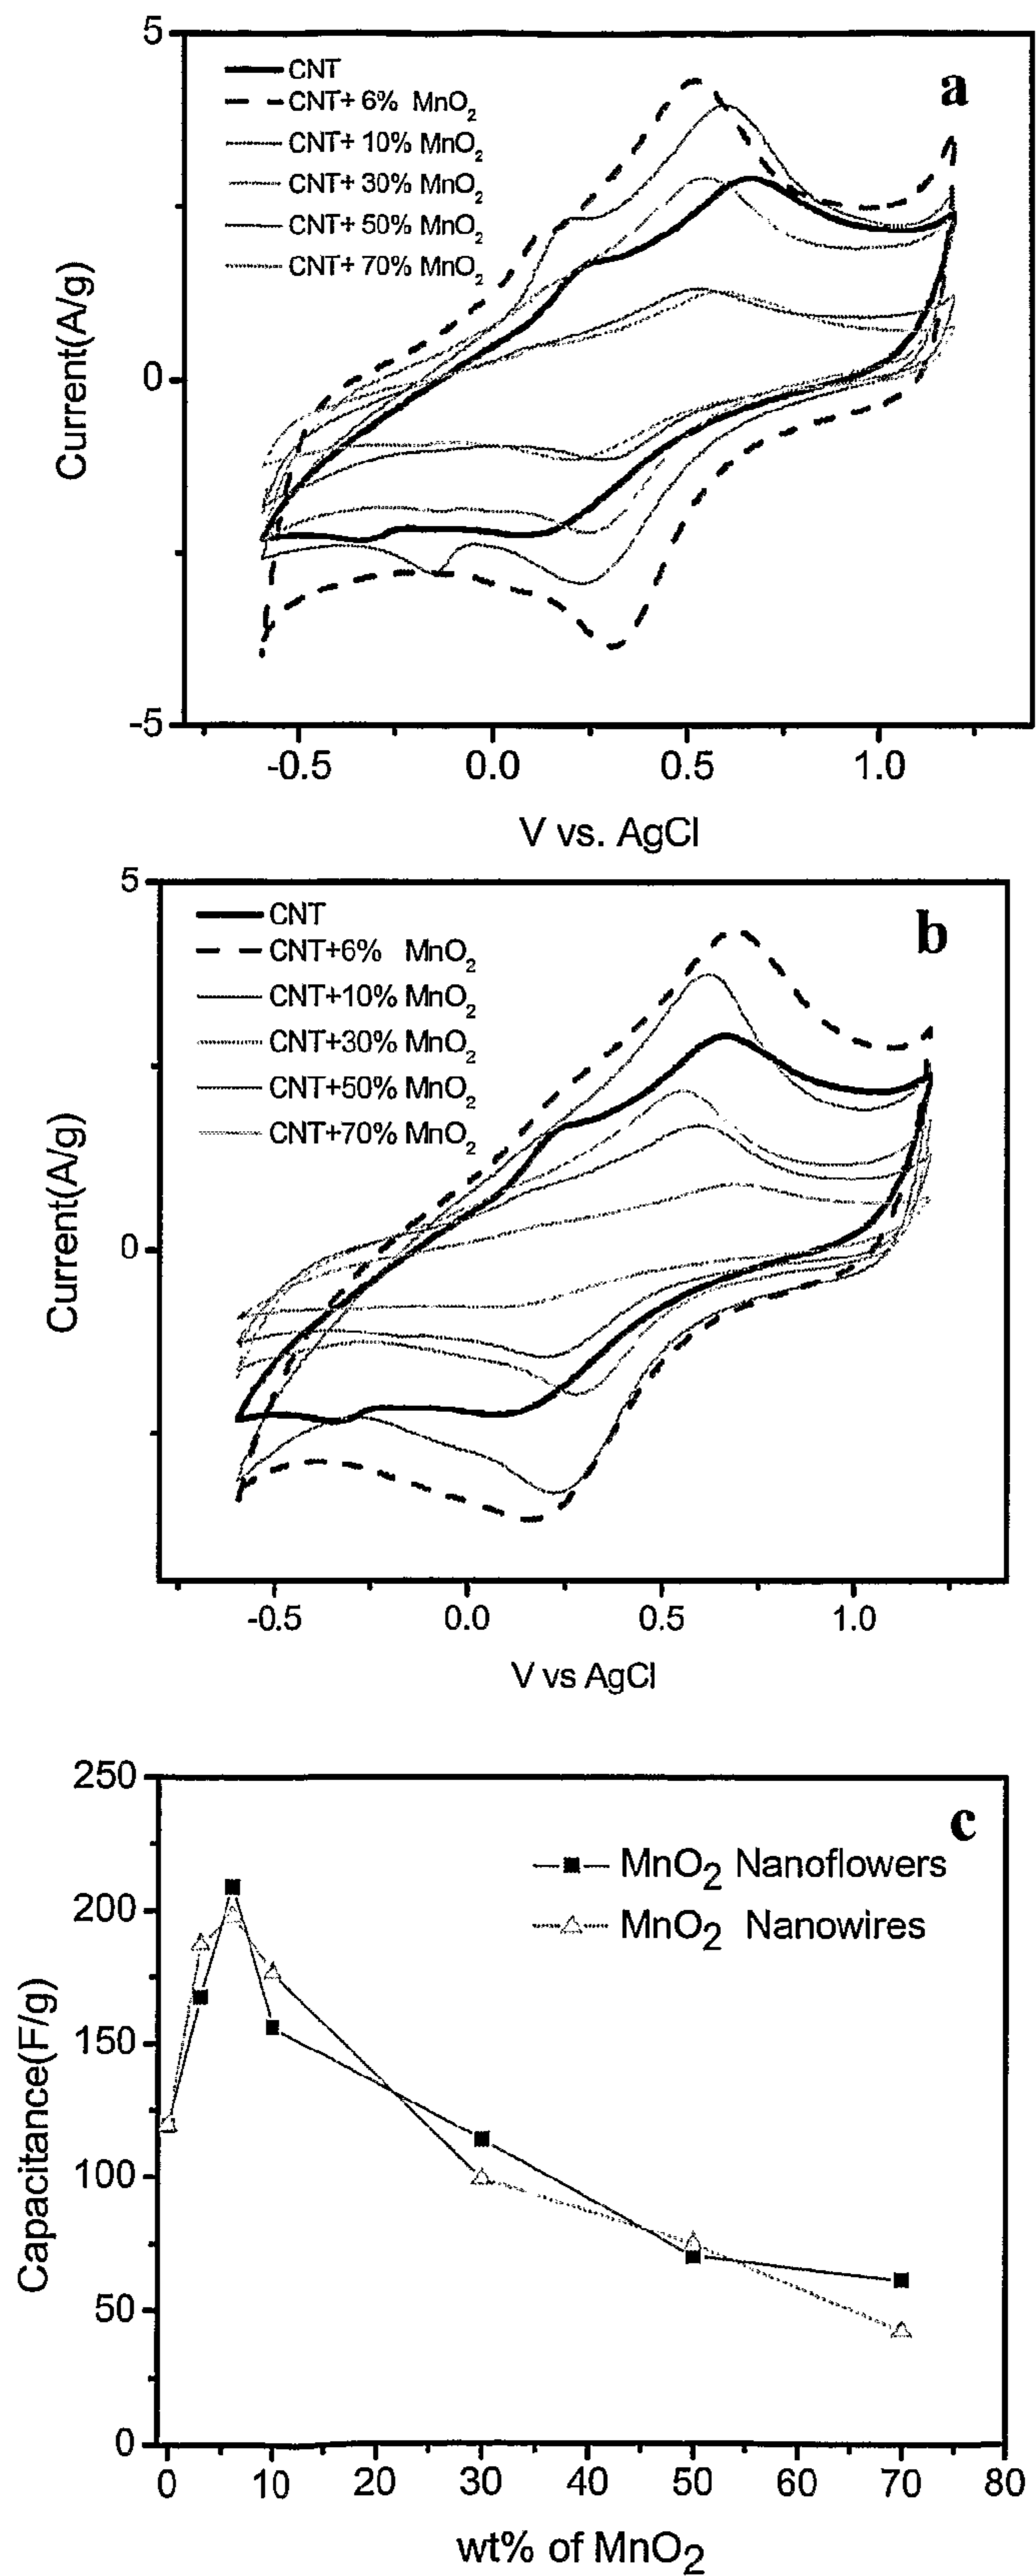 5
CNT
a
CNT+ 6% MnO2
CNT+ 10% MnO2
CNT+ 30% MnO2
CNT+ 50% MnO2
CNT+ 70% MnO2
Current(A/g)
0
-5
-0.5 0.0 0.5 1.0
V vs. AgCl
5
CNT
b
CNT+6% MnO2
CNT+10% MnO2
CNT+30% MnO2
CNT+50% MnO2
CNT+70% MnO2
Current(A/g)
0
-0.5 0.0 0.5 1.0
V vs AgCl
250
c
MnO2 Nanoflowers
200
MnO2 Nanowires
150
Capacitance(F/g)
100
50
0
0 10 20 30 40 50 60 70 80
wt% of MnO2